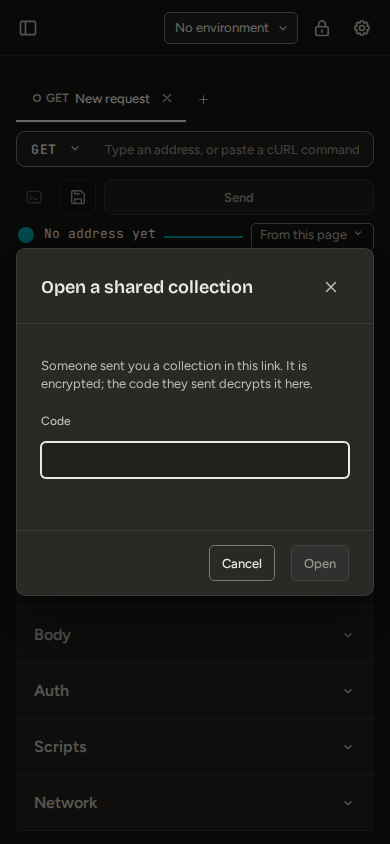 No environment
GET New request
GET Type an address, or paste a cURL command
Send
No address yet From this page
Open a shared collection
Someone sent you a collection in this link. It is
encrypted; the code they sent decrypts it here.
Code
Cancel Open
Body
Auth
Scripts
Network